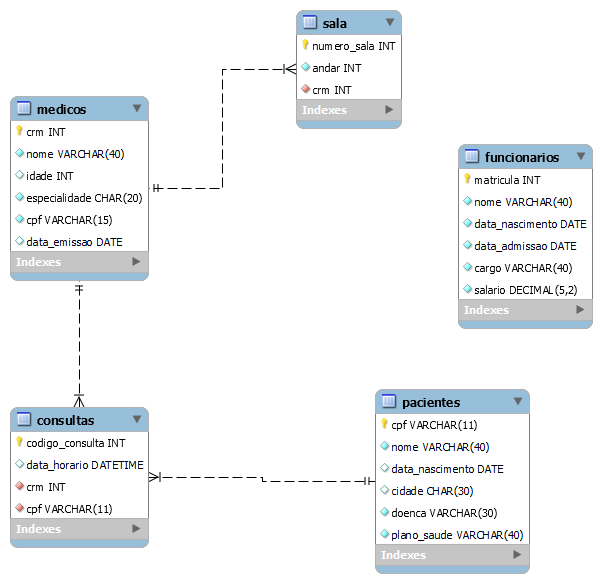 sala
numero_sala INT
andar INT
crm INT
Indexes
medicos
crm INT
nome VARCHAR(40)
idade INT
especialidade CHAR(20)
cpf VARCHAR(15)
data_emissao DATE
Indexes
funcionarios
matricula INT
nome VARCHAR(40)
data_nascimento DATE
data_admissao DATE
cargo VARCHAR(40)
salario DECIMAL(5,2)
Indexes
consultas
codigo_consulta INT
data_horario DATETIME
crm INT
cpf VARCHAR(11)
Indexes
pacientes
cpf VARCHAR(11)
nome VARCHAR(40)
data_nascimento DATE
cidade CHAR(30)
doenca VARCHAR(30)
plano_saude VARCHAR(40)
Indexes